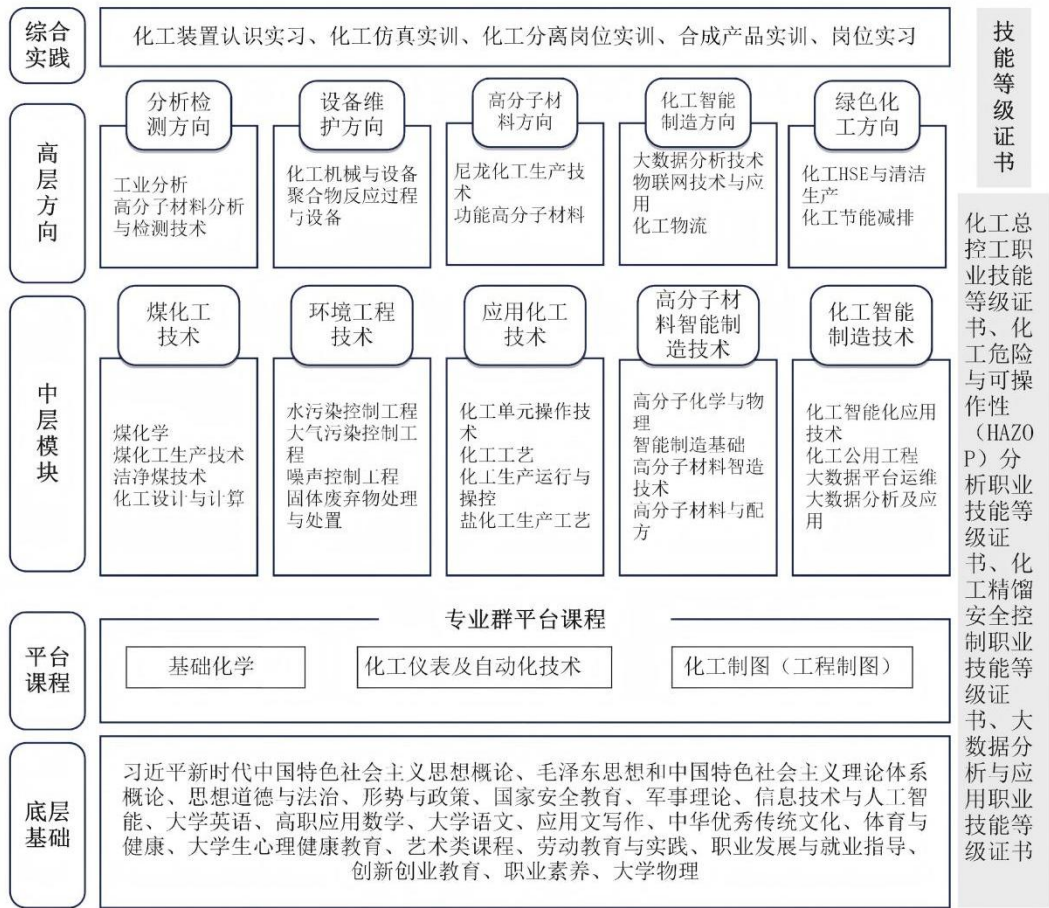 综合
实践
化工装置认识实习、化工仿真实训、化工分离岗位实训、合成产品实训、岗位实习
高层方向
分析检
测方向
工业分析
高分子材料分析
与检测技术
设备维
护方向
化工机械与设备
聚合物反应过程
与设备
高分子材
料方向
尼龙化工生产技
术
功能高分子材料
化工智能
制造方向
大数据分析技术
物联网技术与应
用
化工物流
绿色化
工方向
化工HSE与清洁
生产
化工节能减排
中层模块
煤化工
技术
煤化学
煤化工生产技术
洁净煤技术
化工设计与计算
环境工程
技术
水污染控制工程
大气污染控制工
程
噪声控制工程
固体废弃物处理
与处置
应用化工
技术
化工单元操作技
术
化工工艺
化工生产运行与
操控
盐化工生产工艺
高分子材
料智能制
造技术
高分子化学与物
理
智能制造基础
高分子材料智造
技术
高分子材料与配
方
化工智能
制造技术
化工智能化应用
技术
化工公用工程
大数据平台运维
大数据分析及应
用
平台
课程
专业群平台课程
基础化学
化工仪表及自动化技术
化工制图（工程制图）
底层
基础
习近平新时代中国特色社会主义思想概论、毛泽东思想和中国特色社会主义理论体系
概论、思想道德与法治、形势与政策、国家安全教育、军事理论、信息技术与人工智
能、大学英语、高职应用数学、大学语文、应用文写作、中华优秀传统文化、体育与
健康、大学生心理健康教育、艺术类课程、劳动教育与实践、职业发展与就业指导、
创新创业教育、职业素养、大学物理
技能等级证书
化工总
控工职
业技能
等级证
书、化
工危险
与可操
作性
（HAZO
P）分
析职业
技能等
级证
书、化
工精馏
安全控
制职业
技能等
级证
书、大
数据分
析与应
用职业
技能等
级证书